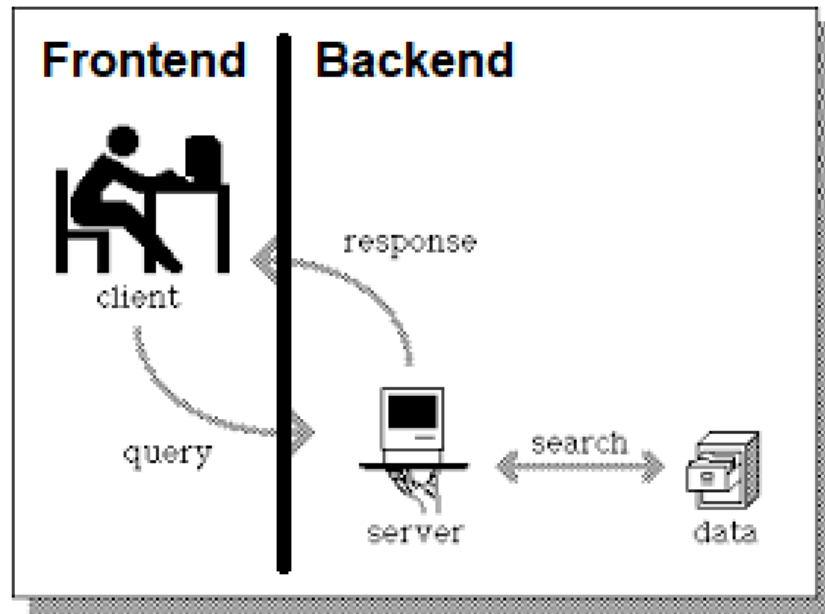 Frontend
Backend
response
client
query
search
server
data